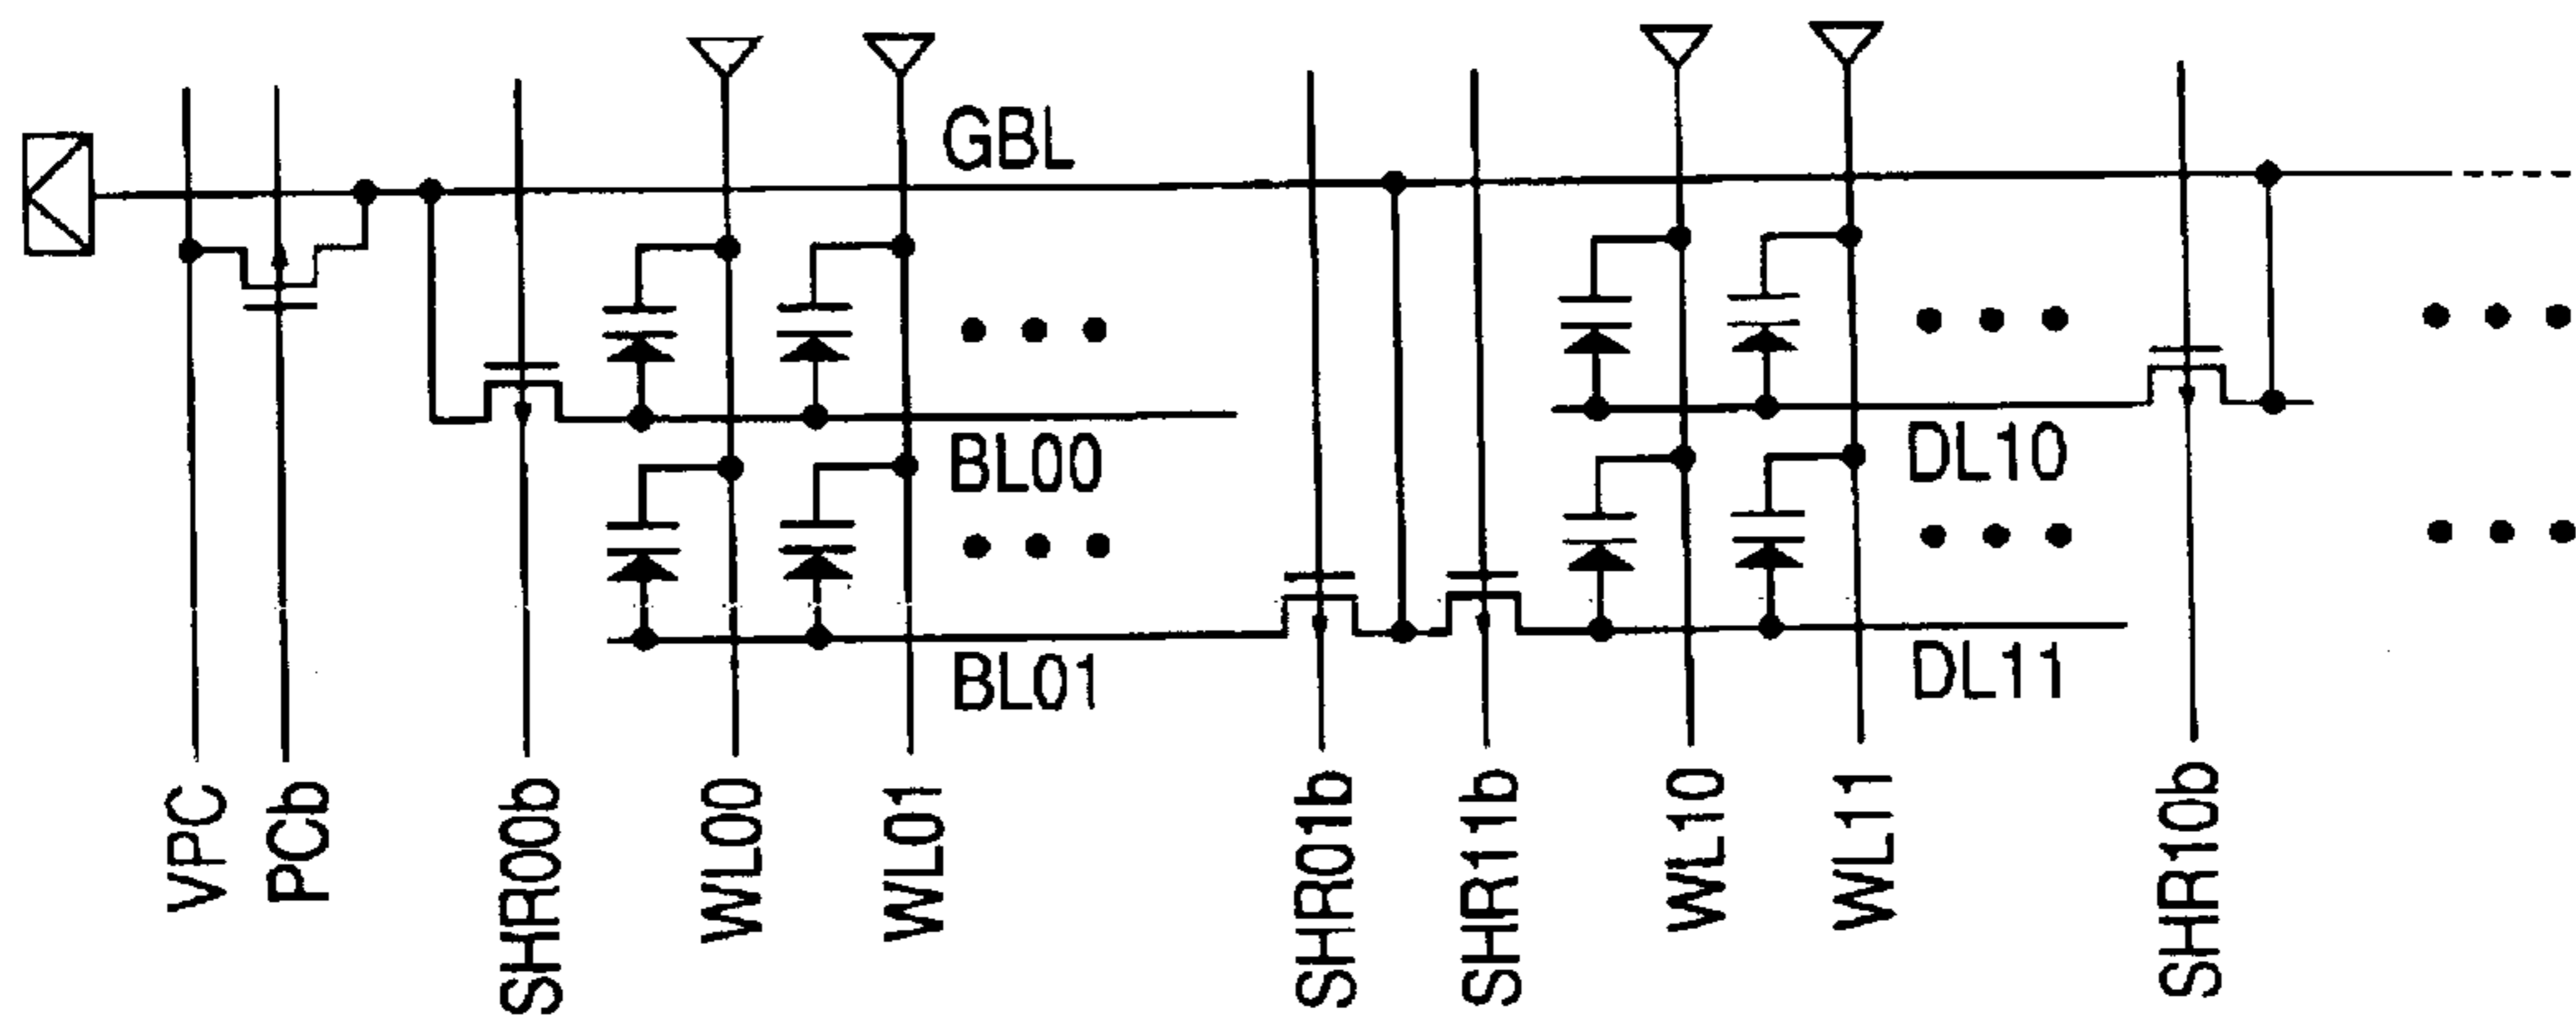 GBL
BL00
DL10
BL01
DL11
VPC
PCb
SHR00b
WL00
WL01
SHR01b
SHR11b
WL10
WL11
SHR10b